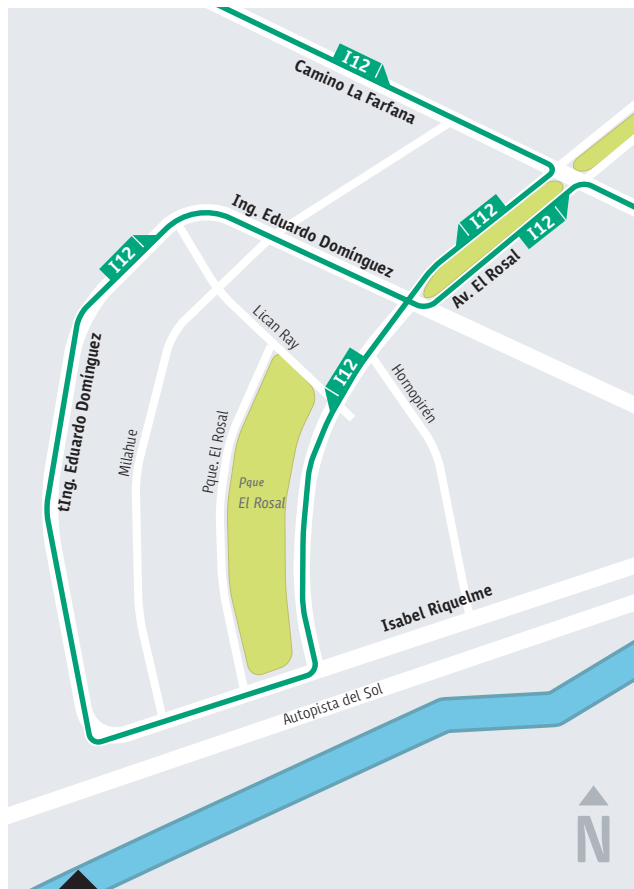 I12
Camino La Farfana
I12
Ing. Eduardo Domínguez
I12
I12
Av. El Rosal
Lican Ray
I12
Hornopirén
tIng. Eduardo Domínguez
Milahue
Pque. El Rosal
Pque
El Rosal
Isabel Riquelme
Autopista del Sol
N